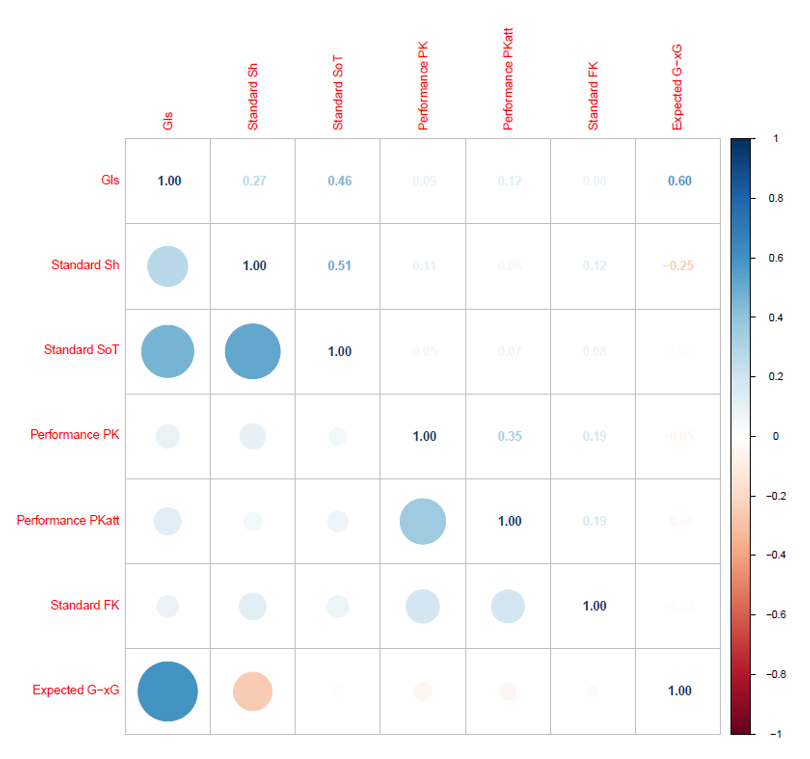 Gls
Standard Sh
Standard SoT
Performance PK
Performance PKatt
Standard FK
Expected G−xG
Gls 1.00 0.27 0.46 0.09 0.12 0.08 0.60
Standard Sh 1.00 0.51 0.11 0.06 0.12 −0.25
Standard SoT 1.00 0.05 0.07 0.08
Performance PK 1.00 0.35 0.19 −0.05
Performance PKatt 1.00 0.19 −0.05
Standard FK 1.00
Expected G−xG 1.00
1
0.8
0.6
0.4
0.2
0
−0.2
−0.4
−0.6
−0.8
−1